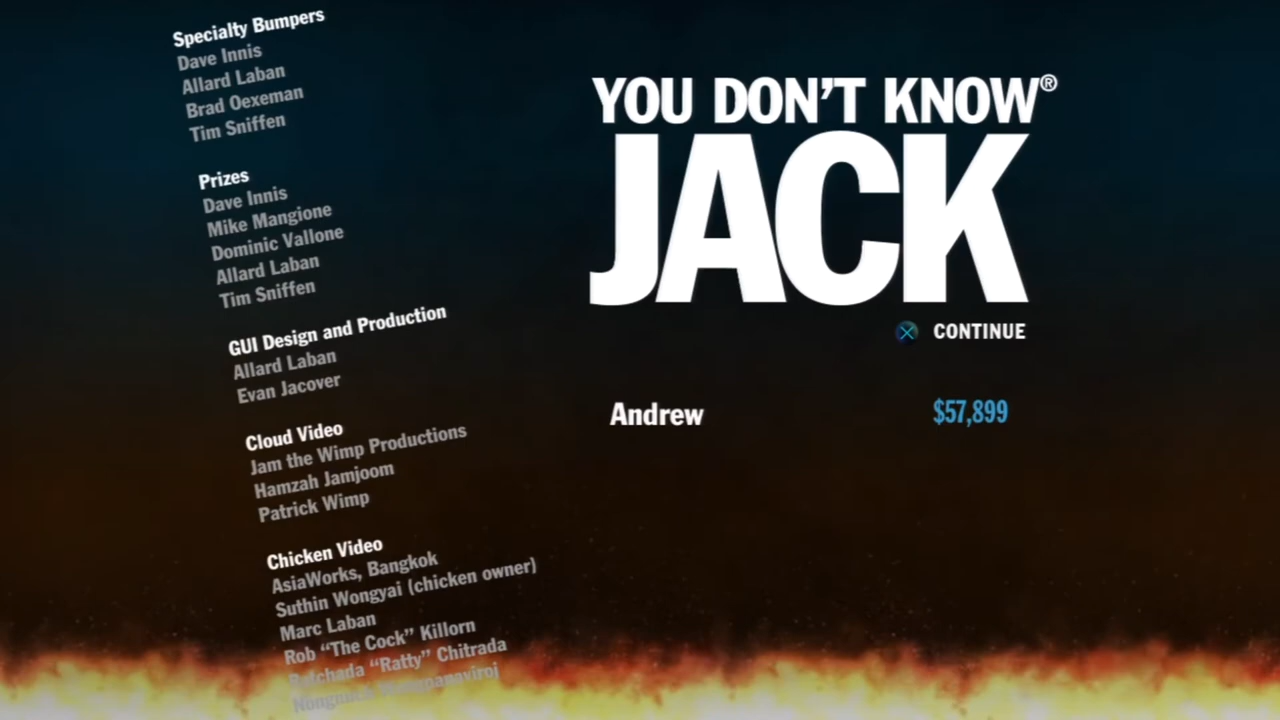 Specialty Bumpers
Dave Innis
Allard Laban
Brad Oexeman
Tim Sniffen
Prizes
Dave Innis
Mike Mangione
Dominic Vallone
Allard Laban
Tim Sniffen
GUI Design and Production
Allard Laban
Evan Jacover
Cloud Video
Jam the Wimp Productions
Hamzah Jamjoom
Patrick Wimp
Chicken Video
AsiaWorks, Bangkok
Suthin Wongyai (chicken owner)
Marc Laban
Rob “The Cock” Killorn
Ratchada “Ratty” Chitrada
YOU DON’T KNOW®
JACK
CONTINUE
Andrew $57,899